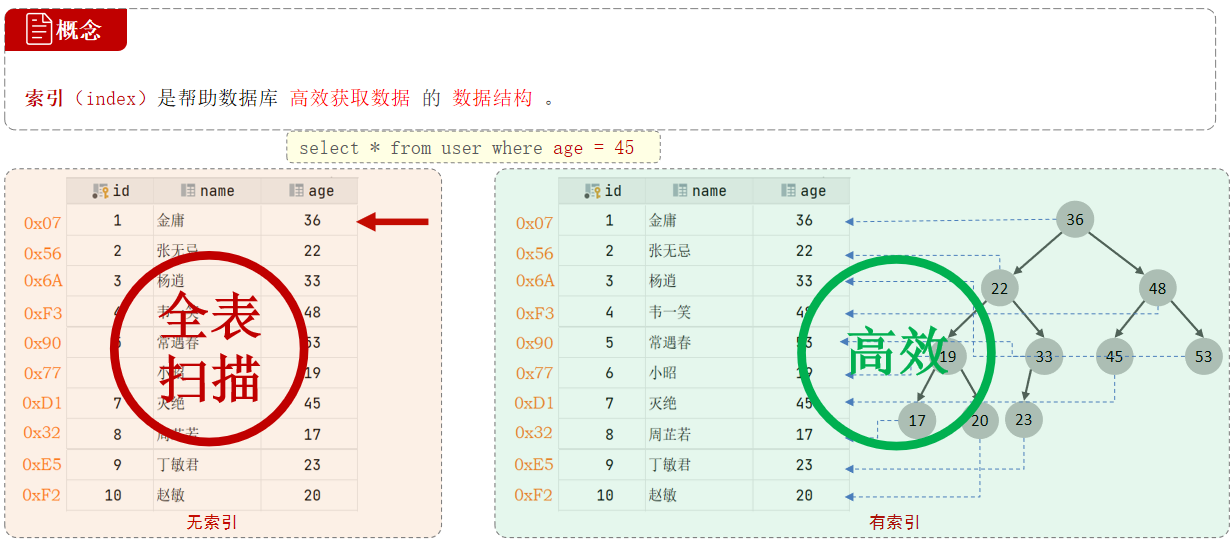 概念
索引（index）是帮助数据库 高效获取数据 的 数据结构 。
select * from user where age = 45
id name age
0x07 1 金庸 36
0x56 2 张无忌 22
0x6A 3 杨逍 33
0xF3 4 韦一笑 48
0x90 5 常遇春 53
0x77 小昭 19
0xD1 7 灭绝 45
0x32 8 周芷若 17
0xE5 9 丁敏君 23
0xF2 10 赵敏 20
全表
扫描
无索引
id name age
0x07 1 金庸 36
0x56 2 张无忌 22
0x6A 3 杨逍 33
0xF3 4 韦一笑 48
0x90 5 常遇春 53
0x77 6 小昭 19
0xD1 7 灭绝 45
0x32 8 周芷若 17
0xE5 9 丁敏君 23
0xF2 10 赵敏 20
高效
36
22 48
19 33 45 53
17 20 23
有索引